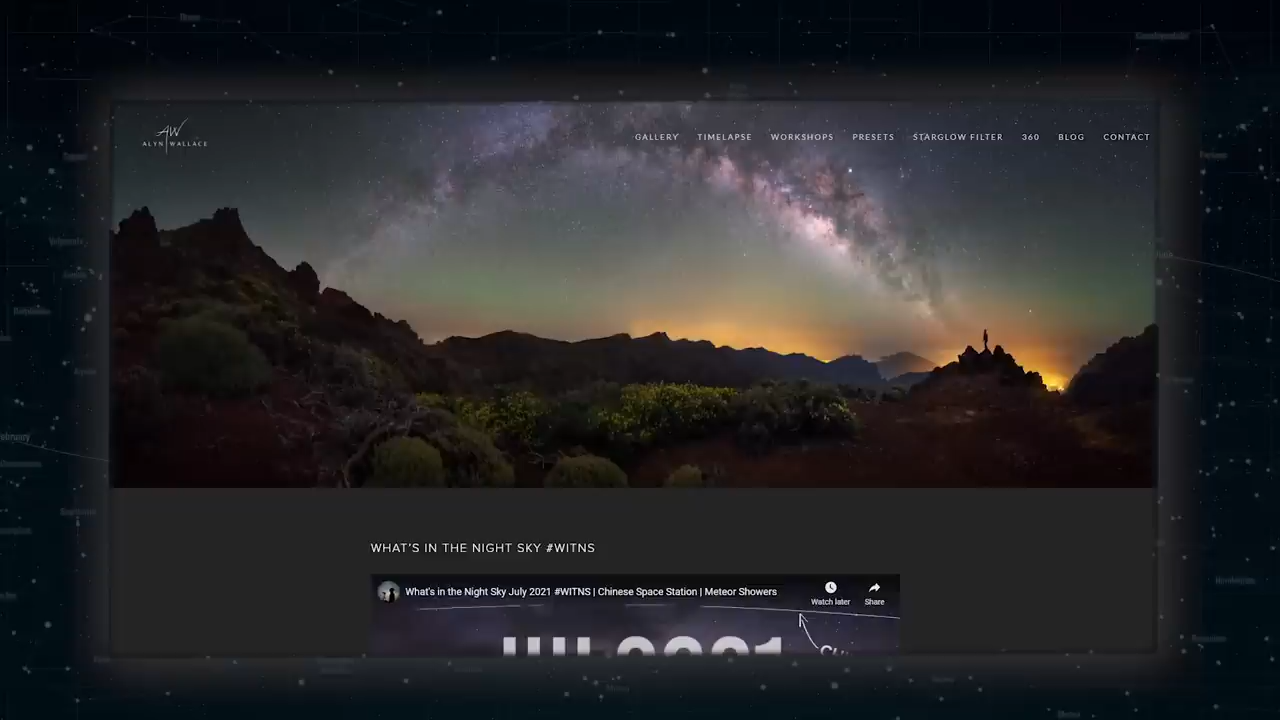 AW
ALYN WALLACE
GALLERY TIMELAPSE WORKSHOPS PRESETS STARGLOW FILTER 360 BLOG CONTACT
WHAT'S IN THE NIGHT SKY #WITNS
What's in the Night Sky July 2021 #WITNS | Chinese Space Station | Meteor Showers
Watch later
Share